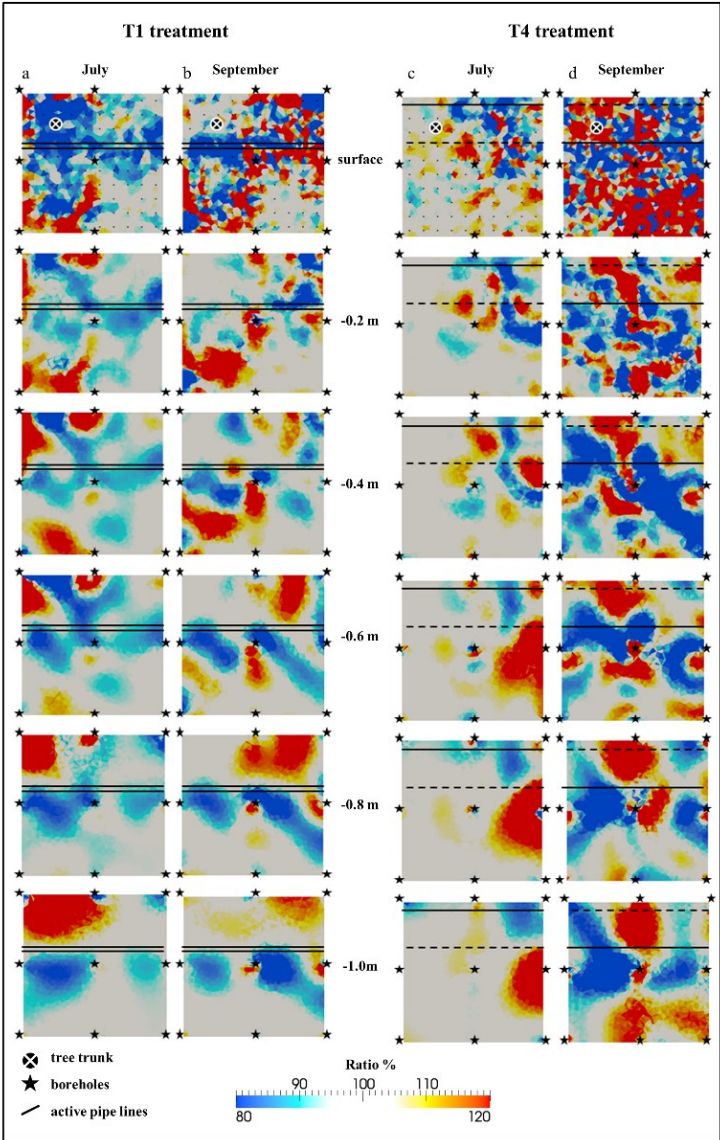 T1 treatment T4 treatment
a July b September c July d September
surface
-0.2 m
-0.4 m
-0.6 m
-0.8 m
-1.0m
tree trunk
boreholes
active pipe lines
Ratio %
90 100 110
80 120